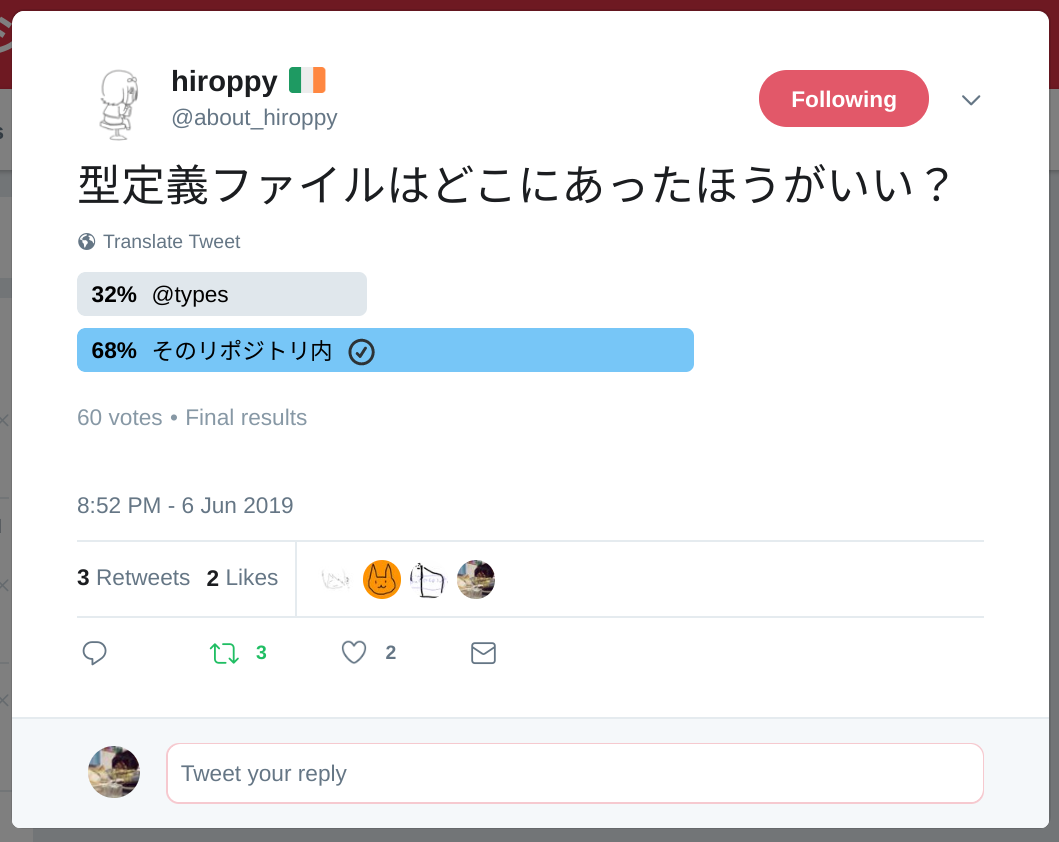 hiroppy 🇮🇪
@about_hiroppy
Following
型定義ファイルはどこにあったほうがいい？
Translate Tweet
32% @types
68% そのリポジトリ内
60 votes • Final results
8:52 PM - 6 Jun 2019
3 Retweets 2 Likes
3 2
Tweet your reply